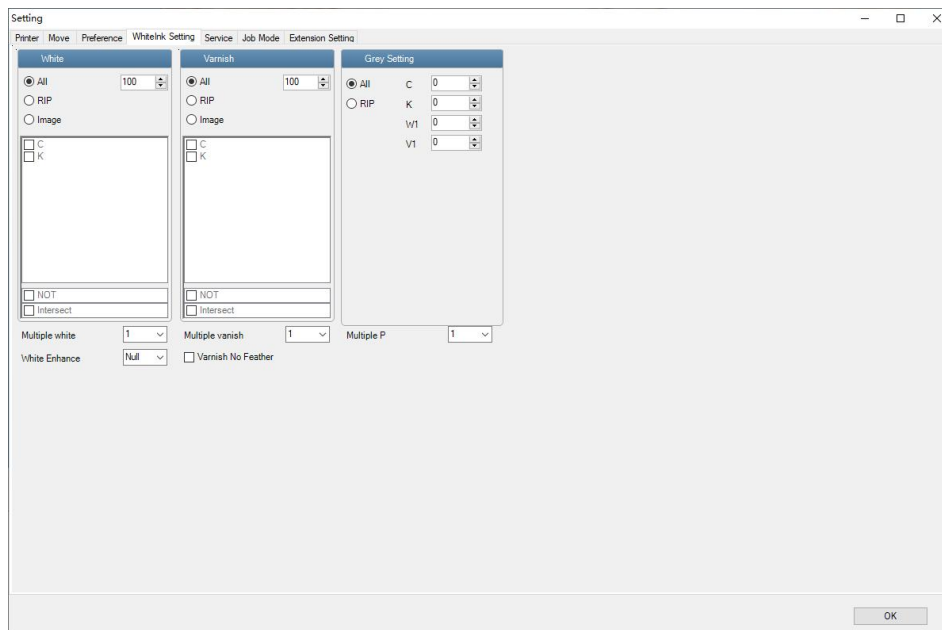 Setting
Printer Move Preference WhiteInk Setting Service Job Mode Extension Setting
White Varnish Grey Setting
All 100 All 100 All C 0
RIP RIP RIP K 0
Image Image W1 0
C C V1 0
K K
NOT NOT
Intersect Intersect
Multiple white 1 Multiple vanish 1 Multiple P 1
White Enhance Null Varnish No Feather
OK